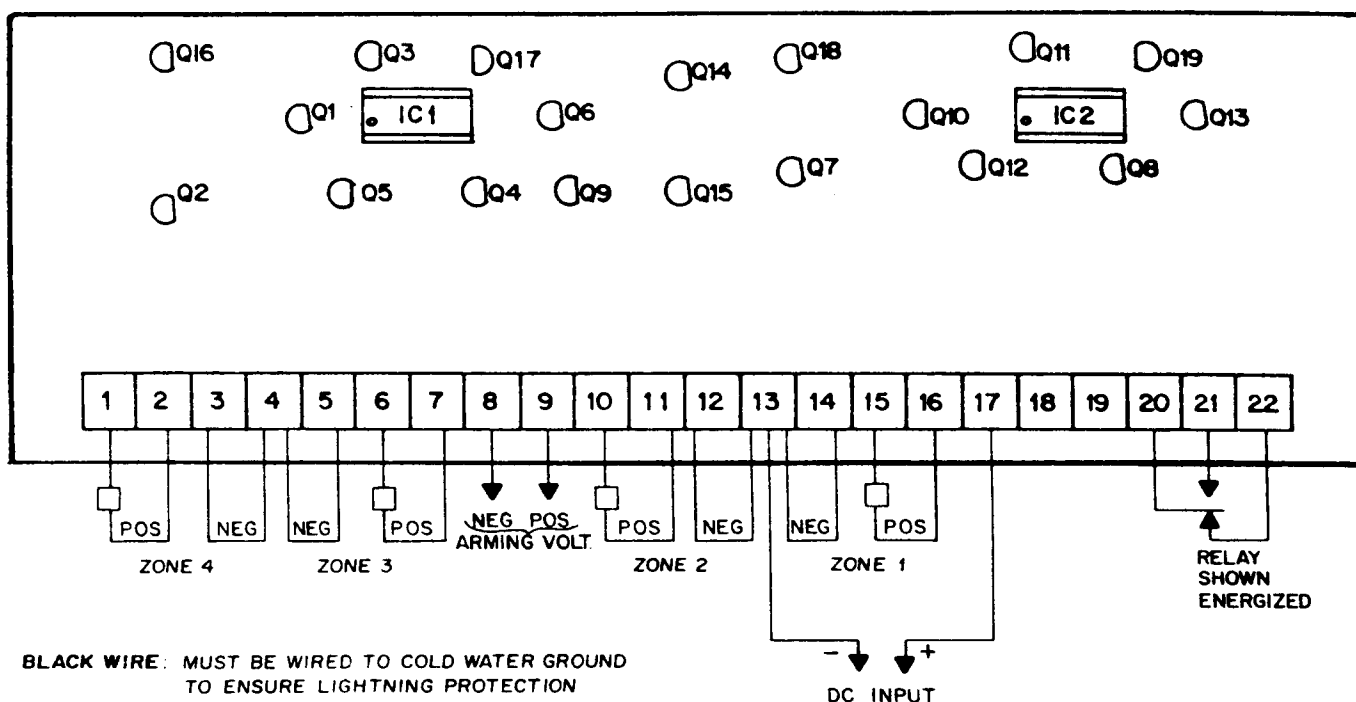 Q16 Q3 Q17 Q14 Q18 Q11 Q19
Q1 IC1 Q6 Q10 IC2 Q13
Q2 Q5 Q4 Q9 Q15 Q7 Q12 Q8
1 2 3 4 5 6 7 8 9 10 11 12 13 14 15 16 17 18 19 20 21 22
POS NEG NEG POS NEG POS POS NEG NEG POS
ARMING VOLT.
ZONE 4 ZONE 3 ZONE 2 ZONE 1
RELAY
SHOWN
ENERGIZED
BLACK WIRE: MUST BE WIRED TO COLD WATER GROUND
TO ENSURE LIGHTNING PROTECTION
- +
DC INPUT